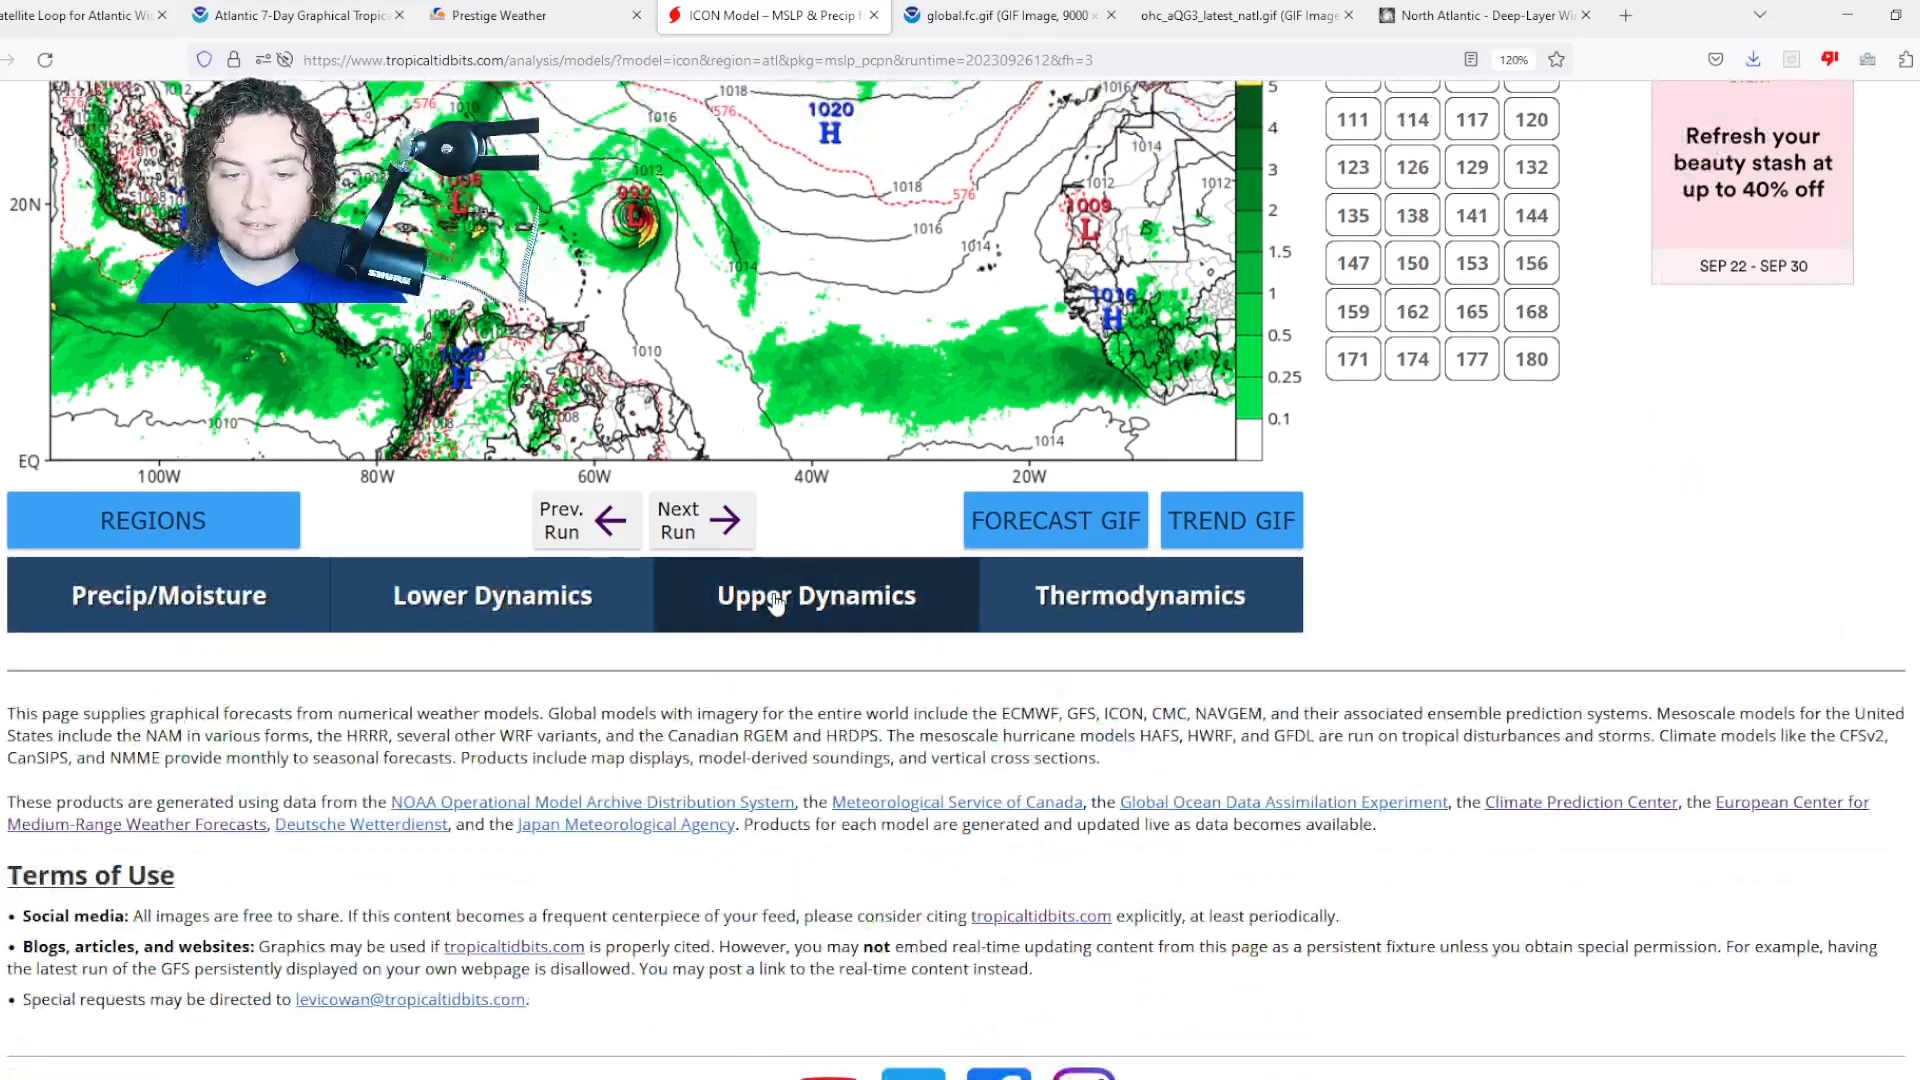 atellite Loop for Atlantic Wi
Atlantic 7-Day Graphical Tropica
Prestige Weather
ICON Model – MSLP & Precip f
global.fc.gif (GIF Image, 9000 ×
ohc_aQG3_latest_natl.gif (GIF Image
North Atlantic - Deep-Layer Win
https://www.tropicaltidbits.com/analysis/models/?model=icon&region=atl&pkg=mslp_pcpn&runtime=2023092612&fh=3
120%
576 1012 576 1010 1018 576 1020 H 1016 5
1016 1014 4
1012 1012 1012 3
1006 L 992 L 1018 576 1009 L 2
20N
1016 1014 1.5
1014 1016 H 1
1008 0.5
1020 H 1010 0.25
1008 1008 0.1
1010 1014
EQ
100W 80W 60W 40W 20W
SHURE
111 114 117 120
123 126 129 132
135 138 141 144
147 150 153 156
159 162 165 168
171 174 177 180
Refresh your
beauty stash at
up to 40% off
SEP 22 - SEP 30
REGIONS
Prev.
Run
Next
Run
FORECAST GIF
TREND GIF
Precip/Moisture
Lower Dynamics
Upper Dynamics
Thermodynamics
This page supplies graphical forecasts from numerical weather models. Global models with imagery for the entire world include the ECMWF, GFS, ICON, CMC, NAVGEM, and their associated ensemble prediction systems. Mesoscale models for the United
States include the NAM in various forms, the HRRR, several other WRF variants, and the Canadian RGEM and HRDPS. The mesoscale hurricane models HAFS, HWRF, and GFDL are run on tropical disturbances and storms. Climate models like the CFSv2,
CanSIPS, and NMME provide monthly to seasonal forecasts. Products include map displays, model-derived soundings, and vertical cross sections.
These products are generated using data from the NOAA Operational Model Archive Distribution System, the Meteorological Service of Canada, the Global Ocean Data Assimilation Experiment, the Climate Prediction Center, the European Center for
Medium-Range Weather Forecasts, Deutsche Wetterdienst, and the Japan Meteorological Agency. Products for each model are generated and updated live as data becomes available.
Terms of Use
• Social media: All images are free to share. If this content becomes a frequent centerpiece of your feed, please consider citing tropicaltidbits.com explicitly, at least periodically.
• Blogs, articles, and websites: Graphics may be used if tropicaltidbits.com is properly cited. However, you may not embed real-time updating content from this page as a persistent fixture unless you obtain special permission. For example, having
the latest run of the GFS persistently displayed on your own webpage is disallowed. You may post a link to the real-time content instead.
• Special requests may be directed to levicowan@tropicaltidbits.com.